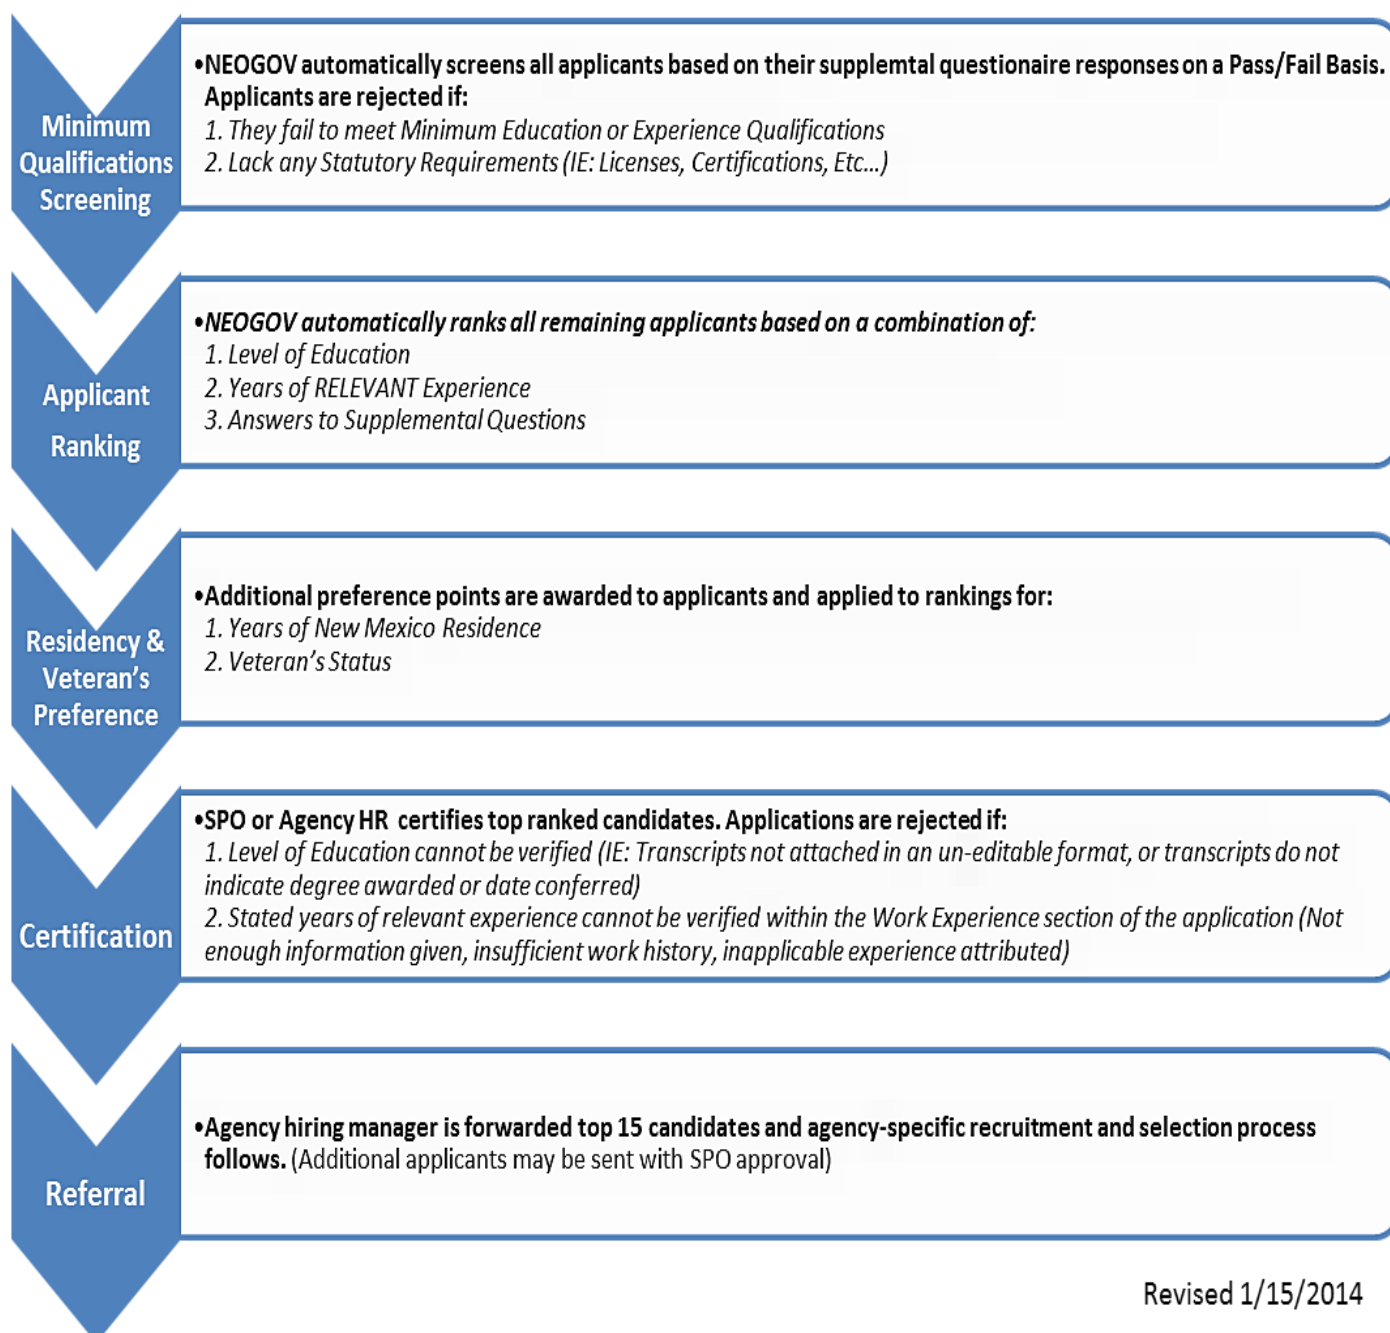 Minimum
Qualifications
Screening
•NEOGOV automatically screens all applicants based on their supplemtal questionaire responses on a Pass/Fail Basis.
Applicants are rejected if:
1. They fail to meet Minimum Education or Experience Qualifications
2. Lack any Statutory Requirements (IE: Licenses, Certifications, Etc...)
Applicant
Ranking
•NEOGOV automatically ranks all remaining applicants based on a combination of:
1. Level of Education
2. Years of RELEVANT Experience
3. Answers to Supplemental Questions
Residency &
Veteran's
Preference
•Additional preference points are awarded to applicants and applied to rankings for:
1. Years of New Mexico Residence
2. Veteran's Status
Certification
•SPO or Agency HR certifies top ranked candidates. Applications are rejected if:
1. Level of Education cannot be verified (IE: Transcripts not attached in an un-editable format, or transcripts do not
indicate degree awarded or date conferred)
2. Stated years of relevant experience cannot be verified within the Work Experience section of the application (Not
enough information given, insufficient work history, inapplicable experience attributed)
Referral
•Agency hiring manager is forwarded top 15 candidates and agency-specific recruitment and selection process
follows. (Additional applicants may be sent with SPO approval)
Revised 1/15/2014